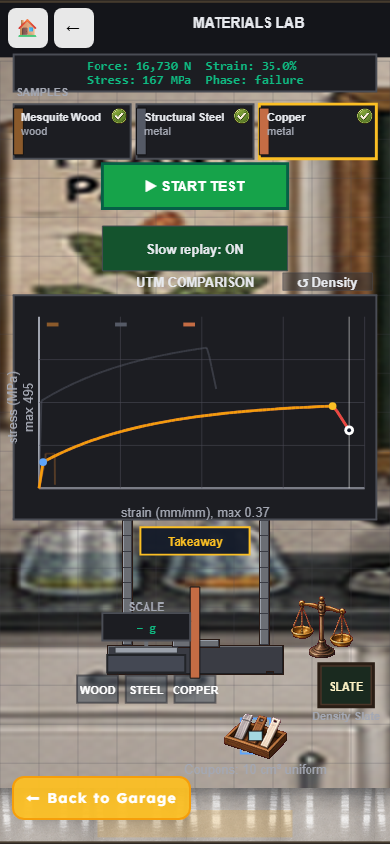 MATERIALS LAB
Force: 16,730 N Strain: 35.0%
Stress: 167 MPa Phase: failure
SAMPLES
Mesquite Wood
wood
Structural Steel
metal
Copper
metal
▶ START TEST
Slow replay: ON
UTM COMPARISON
↺ Density
stress (MPa)
max 495
strain (mm/mm), max 0.37
Takeaway
SCALE
— g
WOOD
STEEL
COPPER
SLATE
Density
uniform
← Back to Garage